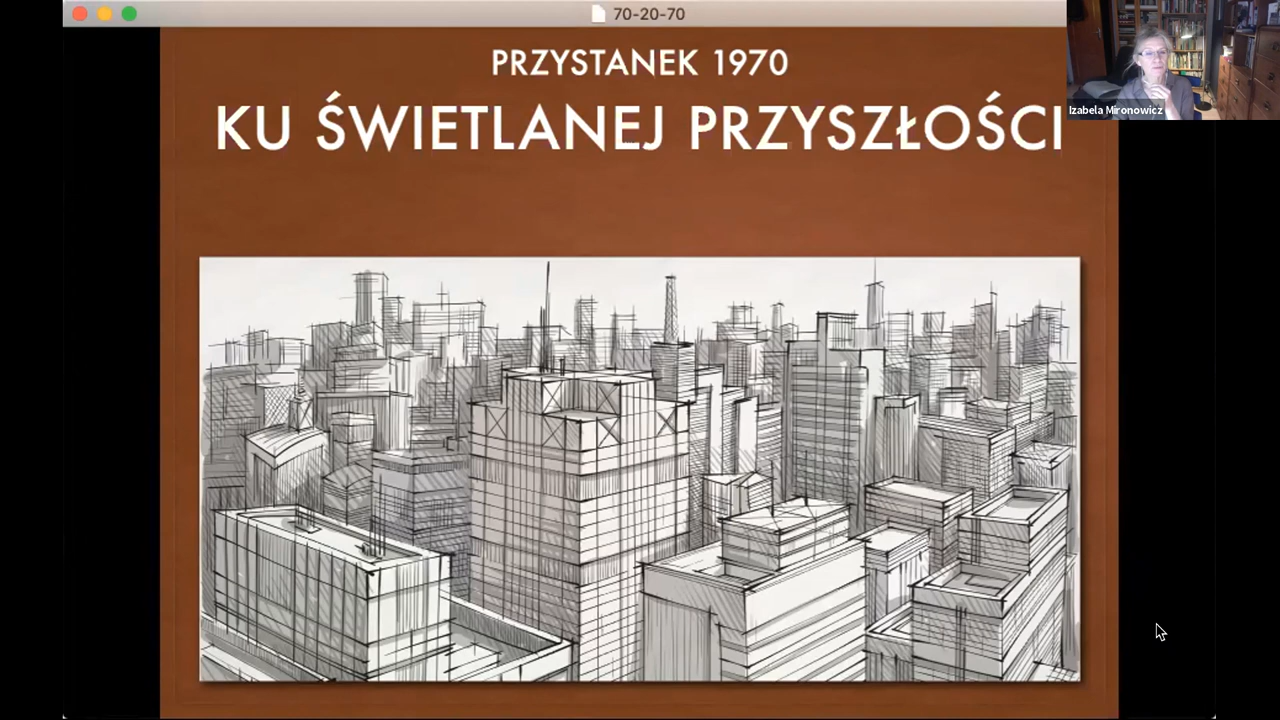 70-20-70
PRZYSTANEK 1970
KU ŚWIETLANEJ PRZYSZŁOŚCI
Izabela Mironowicz